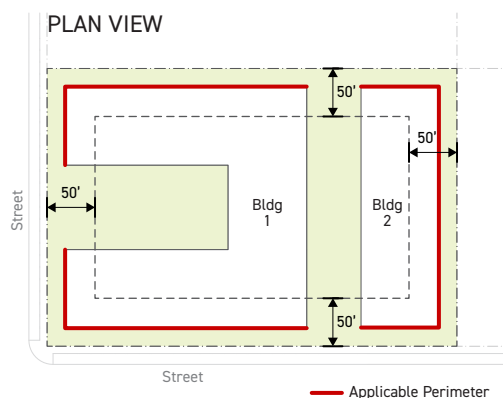 PLAN VIEW
50'
50'
50'
Bldg
1
Bldg
2
Street
50'
Street
Applicable Perimeter